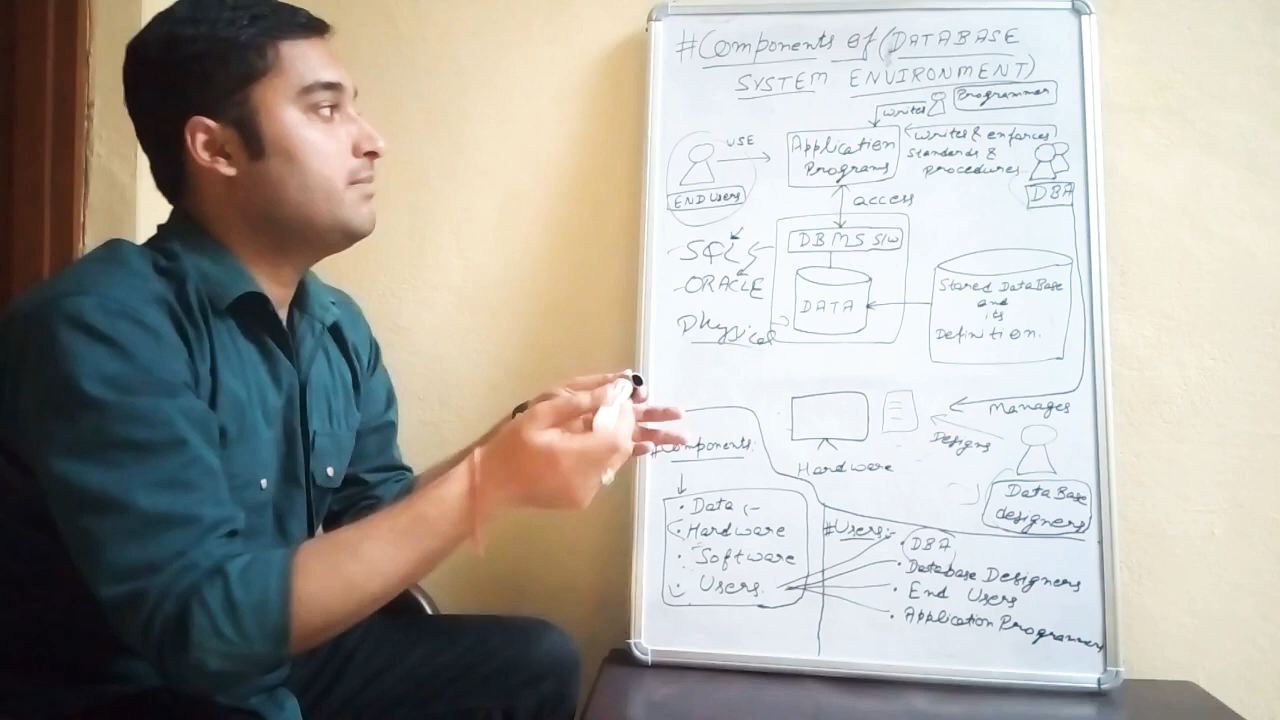 #Components of (DATABASE
SYSTEM ENVIRONMENT)
Programmer
writes
USE
Application
Programs
writes & enforces
Standards &
procedures
END Users
DBA
access
DBMS S/W
SQL
ORACLE
DATA
Physical
Stored DataBase
and
its
Definition.
Manages
Designs
Hardware
#Components:
DataBase
designers
• Data :-
• Hardware
• Software
• Users.
#Users:-
• DBA
• Database Designers
• End Users
• Application Programmers